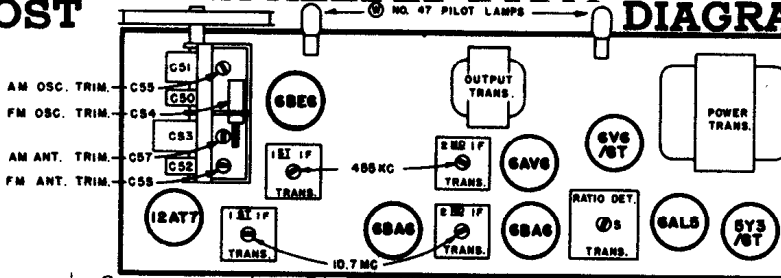 OST
Ⓦ NO. 47 PILOT LAMPS
DIAGRA
AM OSC. TRIM. C55
FM OSC. TRIM. C54
AM ANT. TRIM. C57
FM ANT. TRIM. C58
C51
C50
C53
C52
6BE6
OUTPUT
TRANS.
POWER
TRANS.
1ST IF
TRANS.
455KC
2ND IF
TRANS.
6AV6
6V6
/GT
12AT7
1ST IF
TRANS.
10.7 MC
6BA6
2ND IF
TRANS.
6BA6
RATIO DET.
S
TRANS.
6AL5
5Y3
/GT